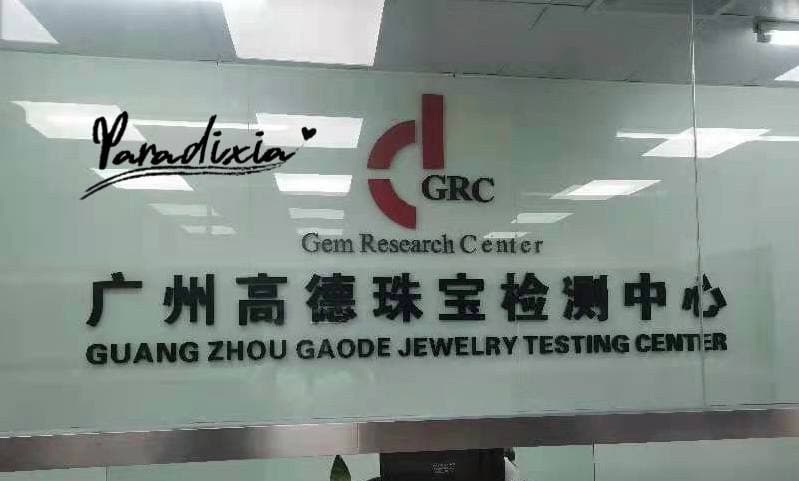 Paradixia
GRC
Gem Research Center
广州高德珠宝检测中心
GUANG ZHOU GAODE JEWELRY TESTING CENTER